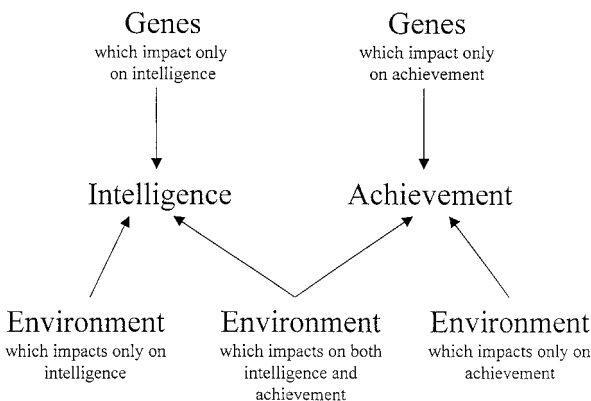 Genes
which impact only
on intelligence
Genes
which impact only
on achievement
Intelligence
Achievement
Environment
which impacts only on
intelligence
Environment
which impacts on both
intelligence and
achievement
Environment
which impacts only on
achievement